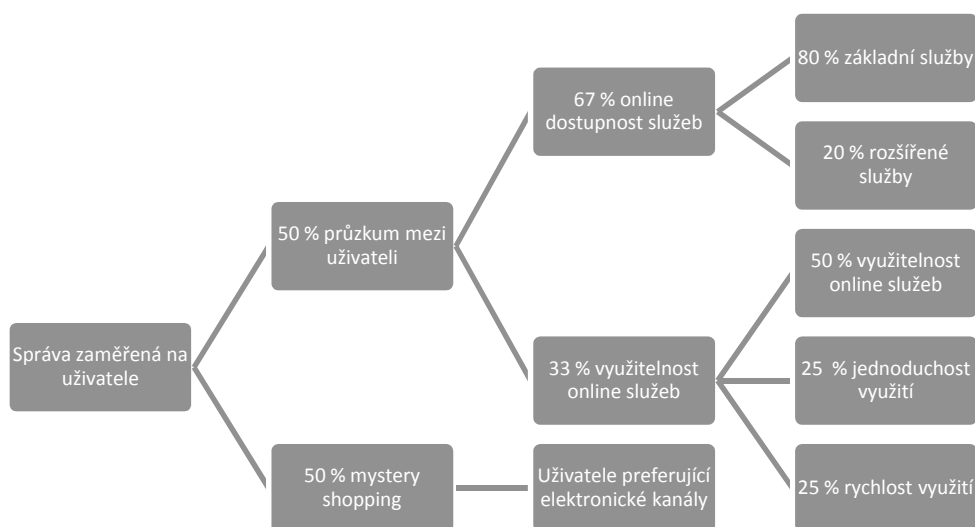 Správa zaměřená na
uživatele
50 % průzkum mezi
uživateli
50 % mystery
shopping
67 % online
dostupnost služeb
33 % využitelnost
online služeb
Uživatele preferující
elektronické kanály
80 % základní služby
20 % rozšířené
služby
50 % využitelnost
online služeb
25  % jednoduchost
využití
25 % rychlost využití